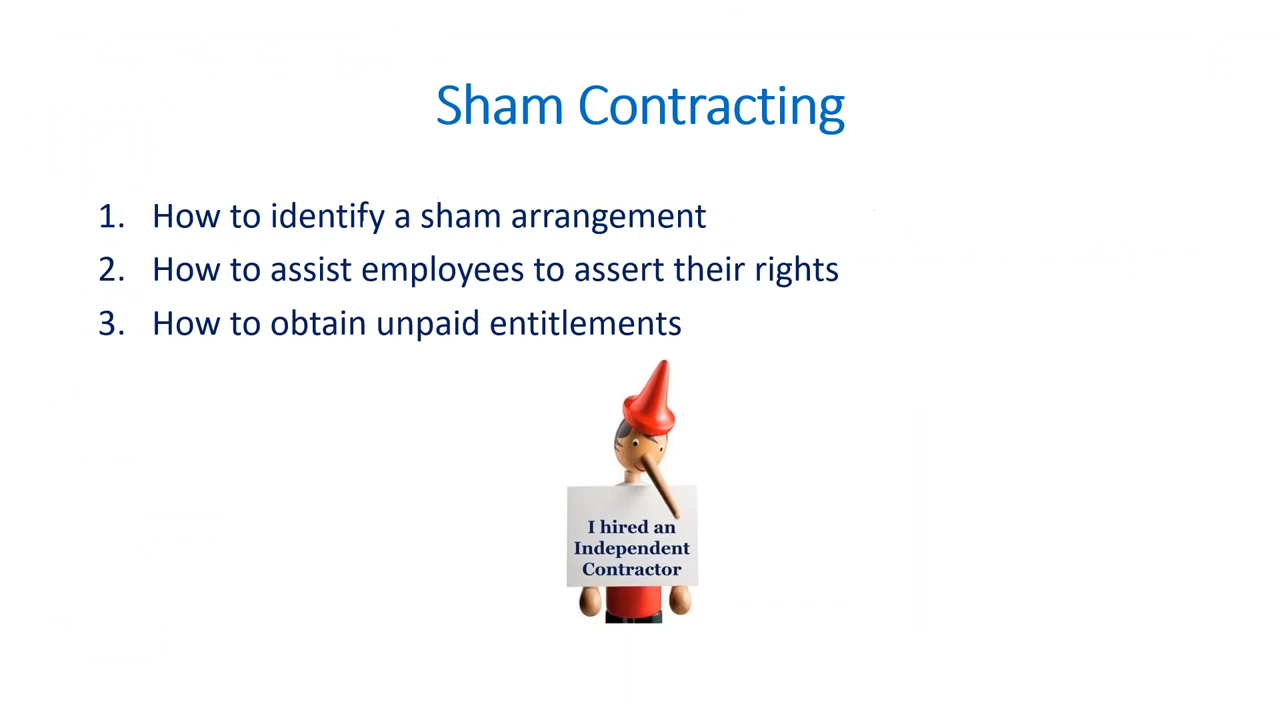 Sham Contracting
1. How to identify a sham arrangement
2. How to assist employees to assert their rights
3. How to obtain unpaid entitlements
I hired an
Independent
Contractor